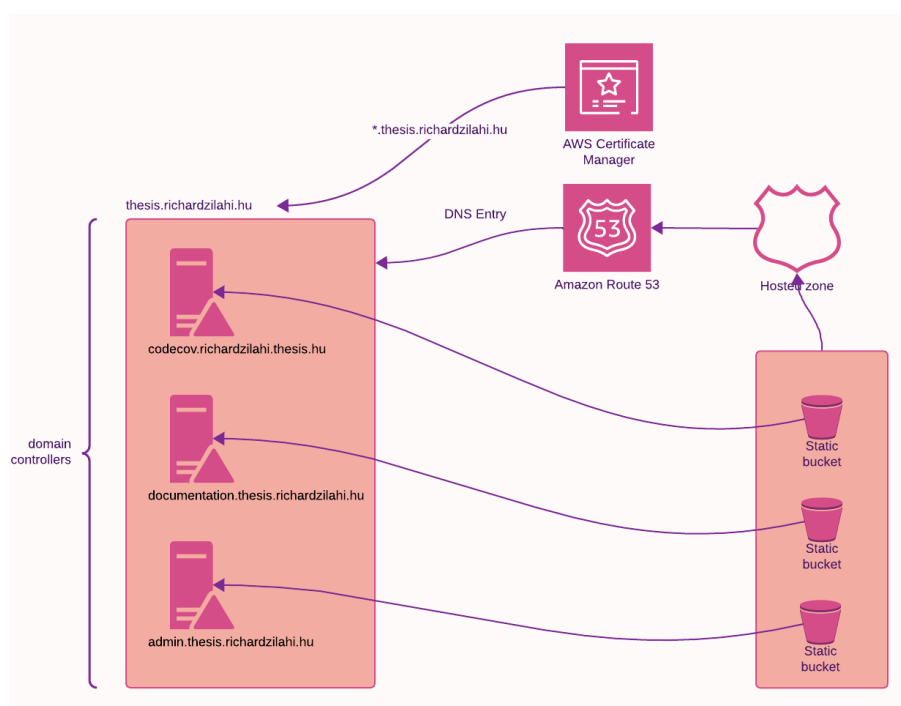 *.thesis.richardzilahi.hu
AWS Certificate
Manager
thesis.richardzilahi.hu
DNS Entry
53
Amazon Route 53
Hosted zone
codecov.richardzilahi.thesis.hu
domain
controllers
documentation.thesis.richardzilahi.hu
admin.thesis.richardzilahi.hu
Static
bucket
Static
bucket
Static
bucket